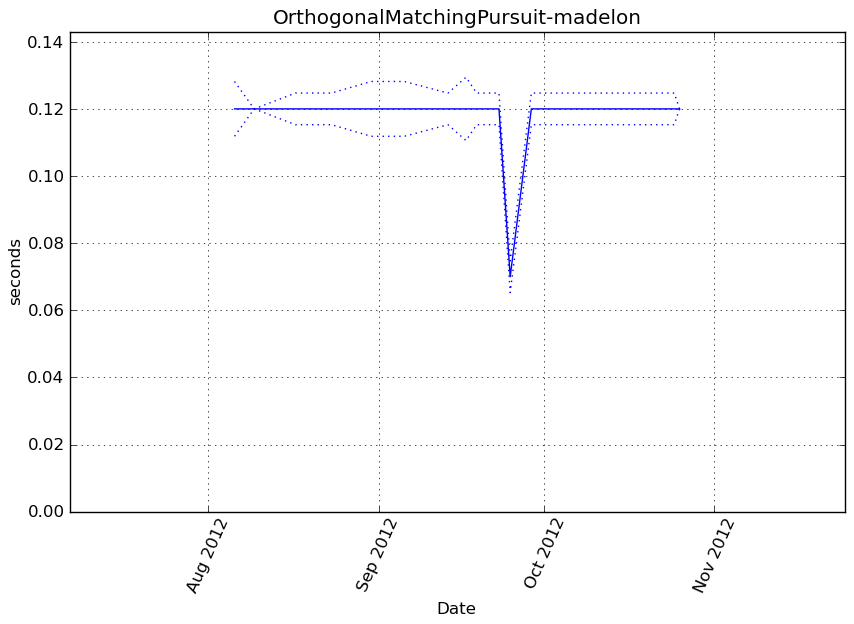 OrthogonalMatchingPursuit-madelon
0.14
0.12
0.10
0.08
0.06
0.04
0.02
0.00
seconds
Aug 2012
Sep 2012
Oct 2012
Nov 2012
Date